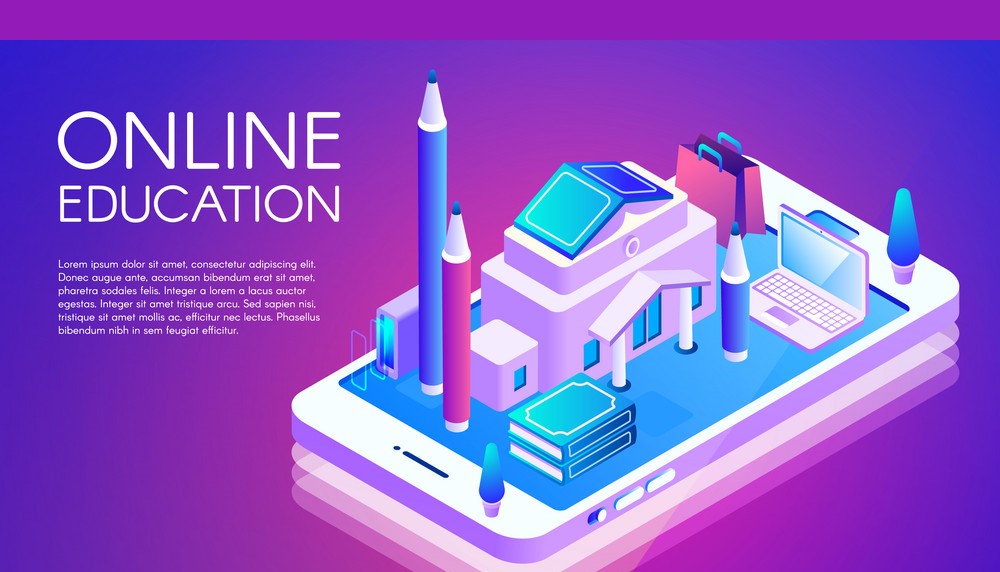 ONLINE
EDUCATION
Lorem ipsum dolor sit amet, consectetur adipiscing elit.
Donec augue ante, accumsan bibendum erat sit amet,
pharetra sodales felis. Integer a lacus auctor
egestas. Integer sit amet tristique arcu. Sed sapien nisi,
tristique sit amet mollis ac, efficitur nec lectus. Phasellus
bibendum nibh in sem feugiat efficitur.